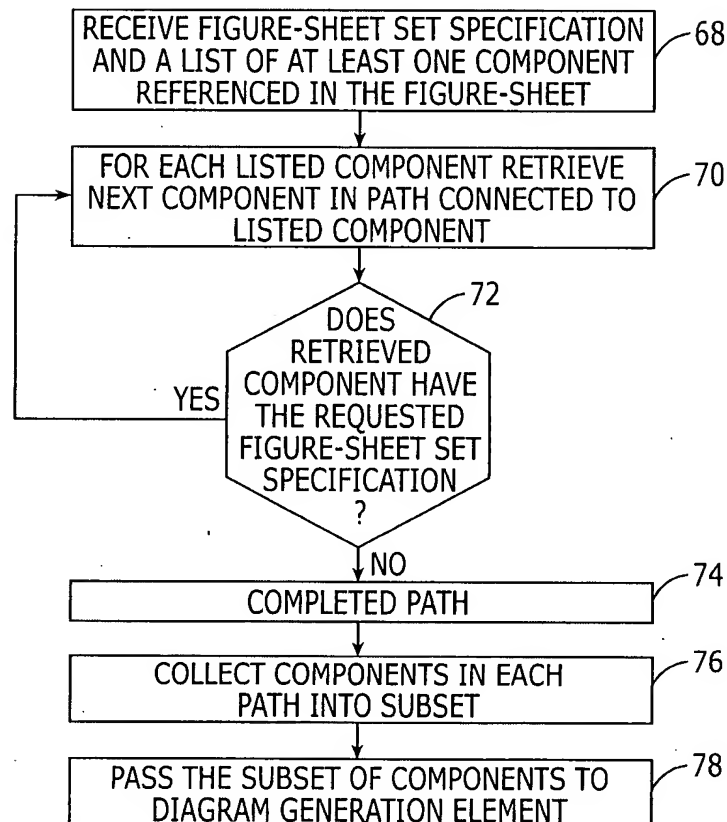 RECEIVE FIGURE-SHEET SET SPECIFICATION
AND A LIST OF AT LEAST ONE COMPONENT
REFERENCED IN THE FIGURE-SHEET
68
FOR EACH LISTED COMPONENT RETRIEVE
NEXT COMPONENT IN PATH CONNECTED TO
LISTED COMPONENT
70
72
DOES
RETRIEVED
COMPONENT HAVE
THE REQUESTED
FIGURE-SHEET SET
SPECIFICATION
?
YES
NO
COMPLETED PATH
74
COLLECT COMPONENTS IN EACH
PATH INTO SUBSET
76
PASS THE SUBSET OF COMPONENTS TO
DIAGRAM GENERATION ELEMENT
78